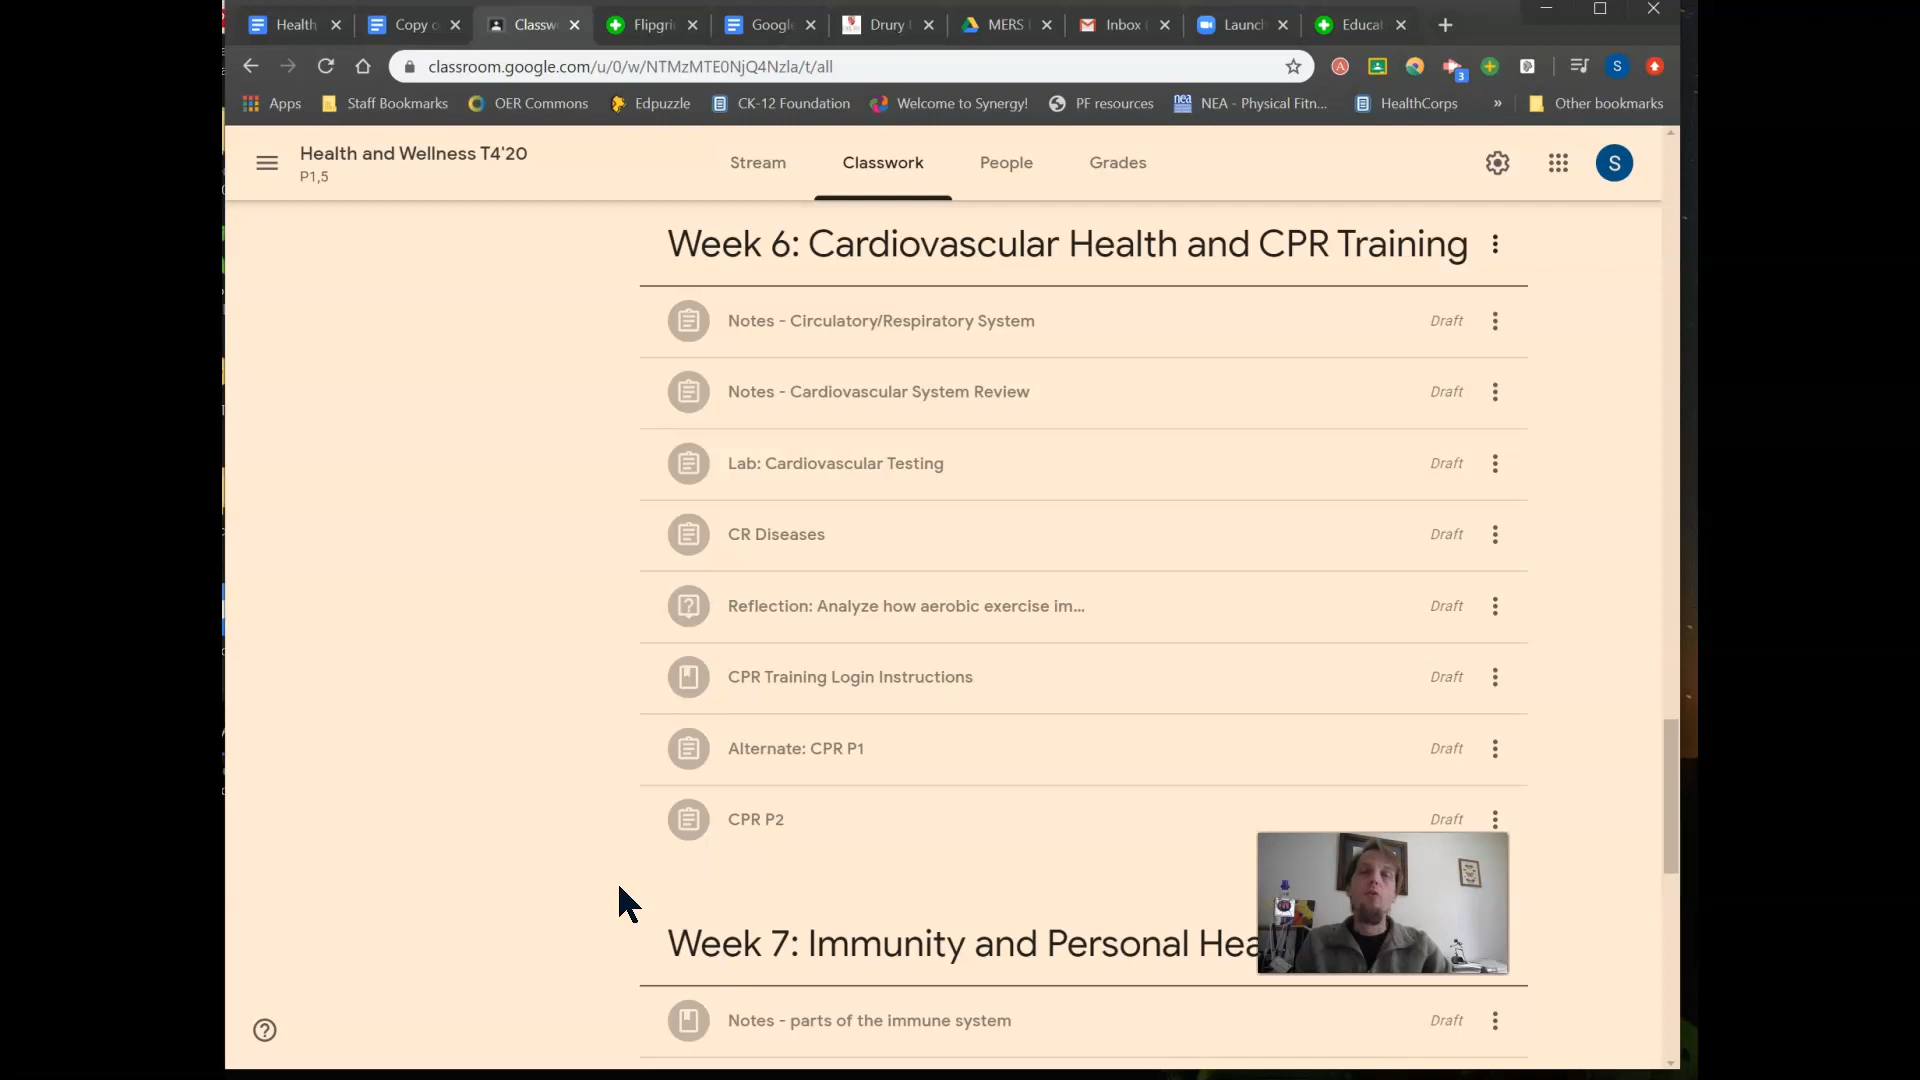 Health
Copy o
Classw
Flipgri
Google
Drury
MERS
Inbox
Launch
Educat
classroom.google.com/u/0/w/NTMzMTE0NjQ4Nzla/t/all
3
S
Apps
Staff Bookmarks
OER Commons
Edpuzzle
CK-12 Foundation
Welcome to Synergy!
PF resources
nea
NEA - Physical Fitn...
HealthCorps
»
Other bookmarks
Health and Wellness T4'20
P1,5
Stream
Classwork
People
Grades
S
Week 6: Cardiovascular Health and CPR Training
Notes - Circulatory/Respiratory System
Draft
Notes - Cardiovascular System Review
Draft
Lab: Cardiovascular Testing
Draft
CR Diseases
Draft
Reflection: Analyze how aerobic exercise im...
Draft
CPR Training Login Instructions
Draft
Alternate: CPR P1
Draft
CPR P2
Draft
Week 7: Immunity and Personal Hea
Notes - parts of the immune system
Draft